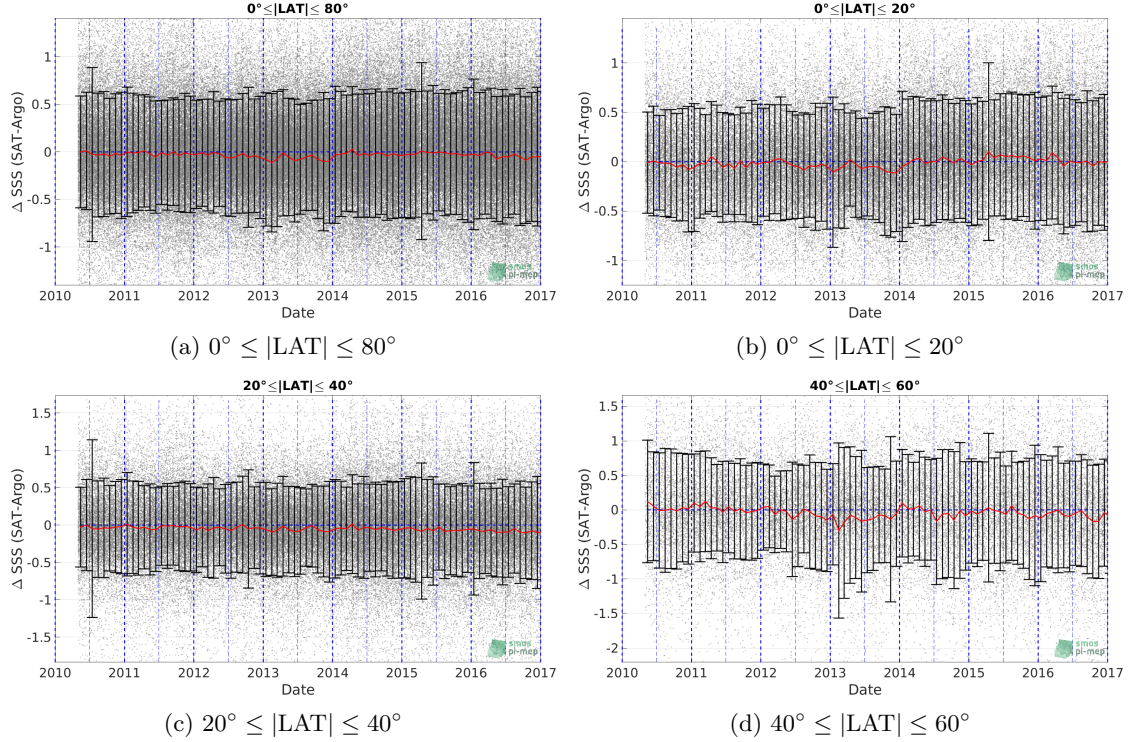 0°≤|LAT|≤ 80°
1
0.5
0
-0.5
-1
Δ SSS (SAT-Argo)
2010 2011 2012 2013 2014 2015 2016 2017
Date
smos
pi-mep
(a) 0° ≤ |LAT| ≤ 80°
0°≤|LAT|≤ 20°
1
0.5
0
-0.5
-1
Δ SSS (SAT-Argo)
2010 2011 2012 2013 2014 2015 2016 2017
Date
smos
pi-mep
(b) 0° ≤ |LAT| ≤ 20°
20°≤|LAT|≤ 40°
1.5
1
0.5
0
-0.5
-1
-1.5
Δ SSS (SAT-Argo)
2010 2011 2012 2013 2014 2015 2016 2017
Date
smos
pi-mep
(c) 20° ≤ |LAT| ≤ 40°
40°≤|LAT|≤ 60°
1.5
1
0.5
0
-0.5
-1
-1.5
-2
Δ SSS (SAT-Argo)
2010 2011 2012 2013 2014 2015 2016 2017
Date
smos
pi-mep
(d) 40° ≤ |LAT| ≤ 60°